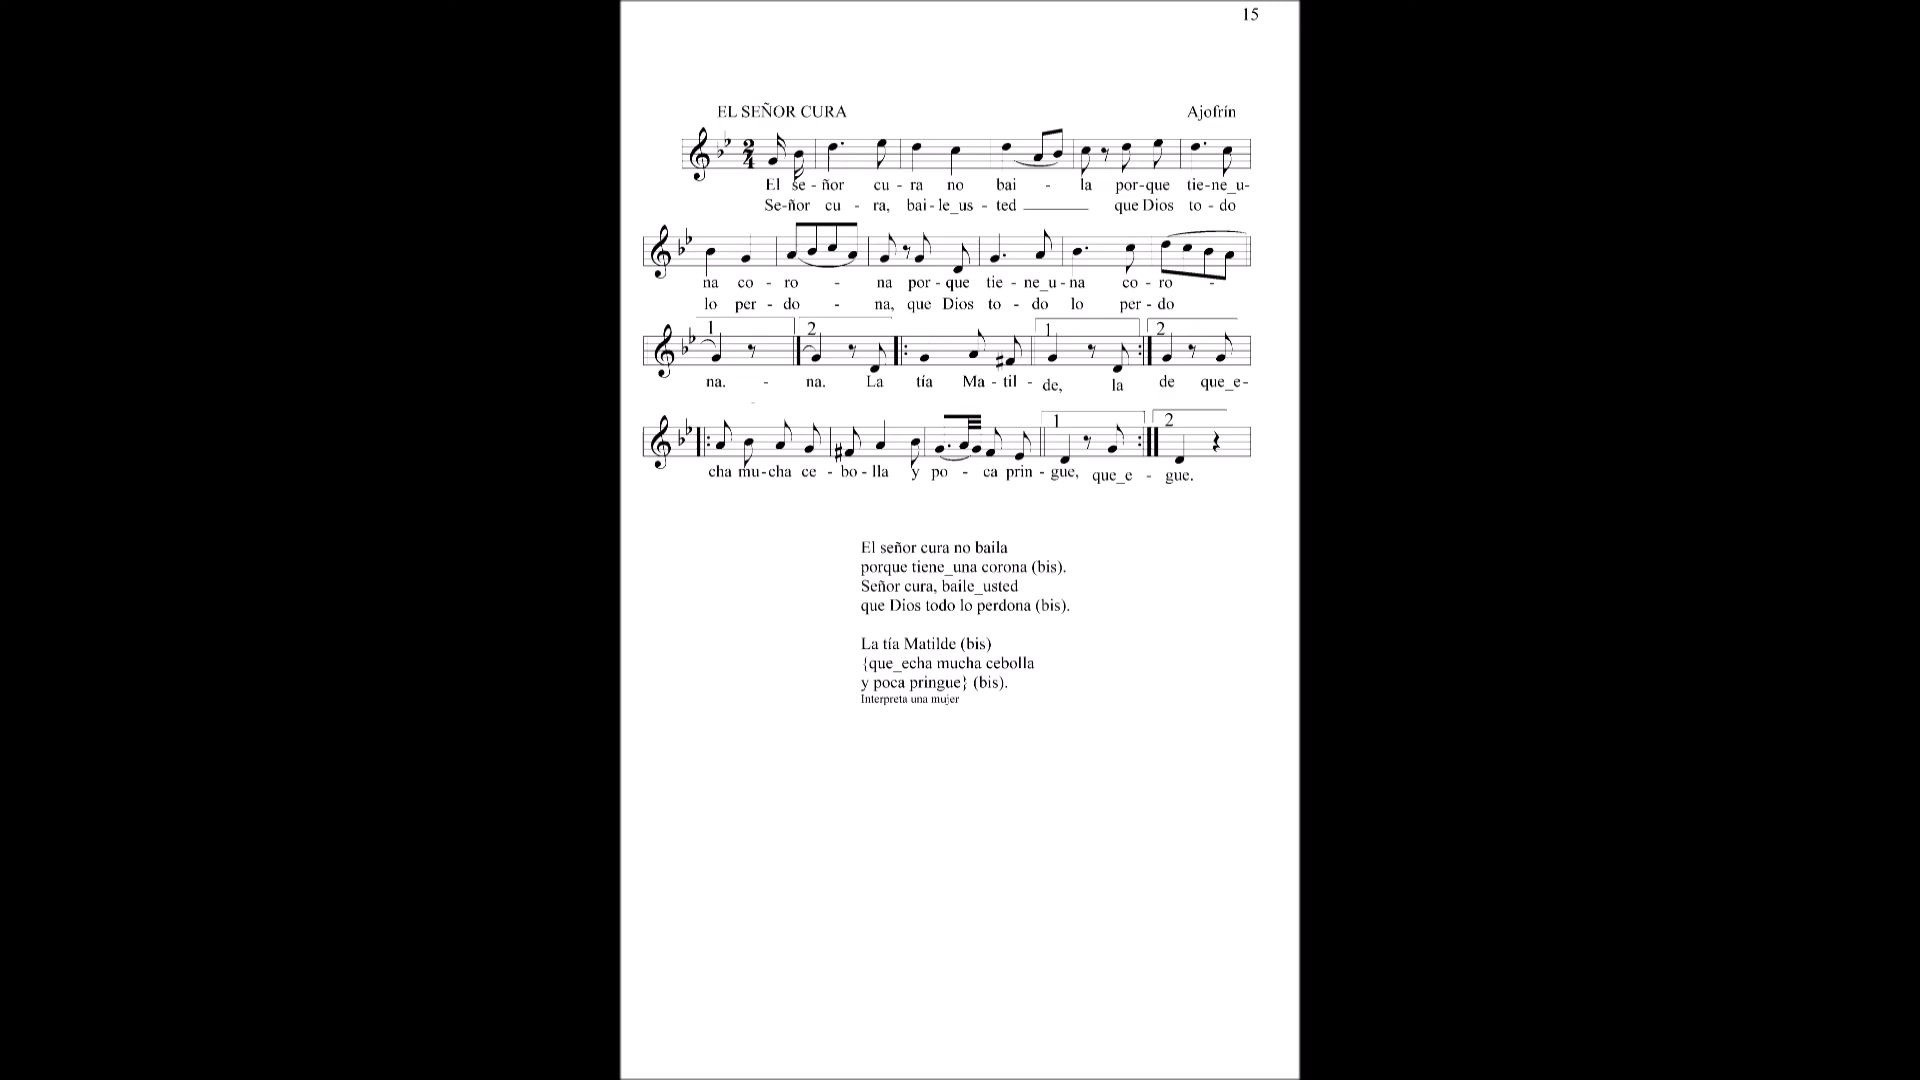 15
EL SEÑOR CURA Ajofrín
El se - ñor cu - ra no bai - la por-que tie-ne_u-
Se-ñor cu - ra, bai-le_us - ted ________ que Dios to - do
na co - ro - na por - que tie - ne_u - na co - ro -
lo per - do - na, que Dios to - do lo per - do
1 2 1 2
na. - na. La tía Ma - til - de, la de que_e-
1 2
cha mu-cha ce - bo - lla y po - ca prin - gue, que_e - gue.
El señor cura no baila
porque tiene_una corona (bis).
Señor cura, baile_usted
que Dios todo lo perdona (bis).
La tía Matilde (bis)
{que_echa mucha cebolla
y poca pringue} (bis).
Interpreta una mujer